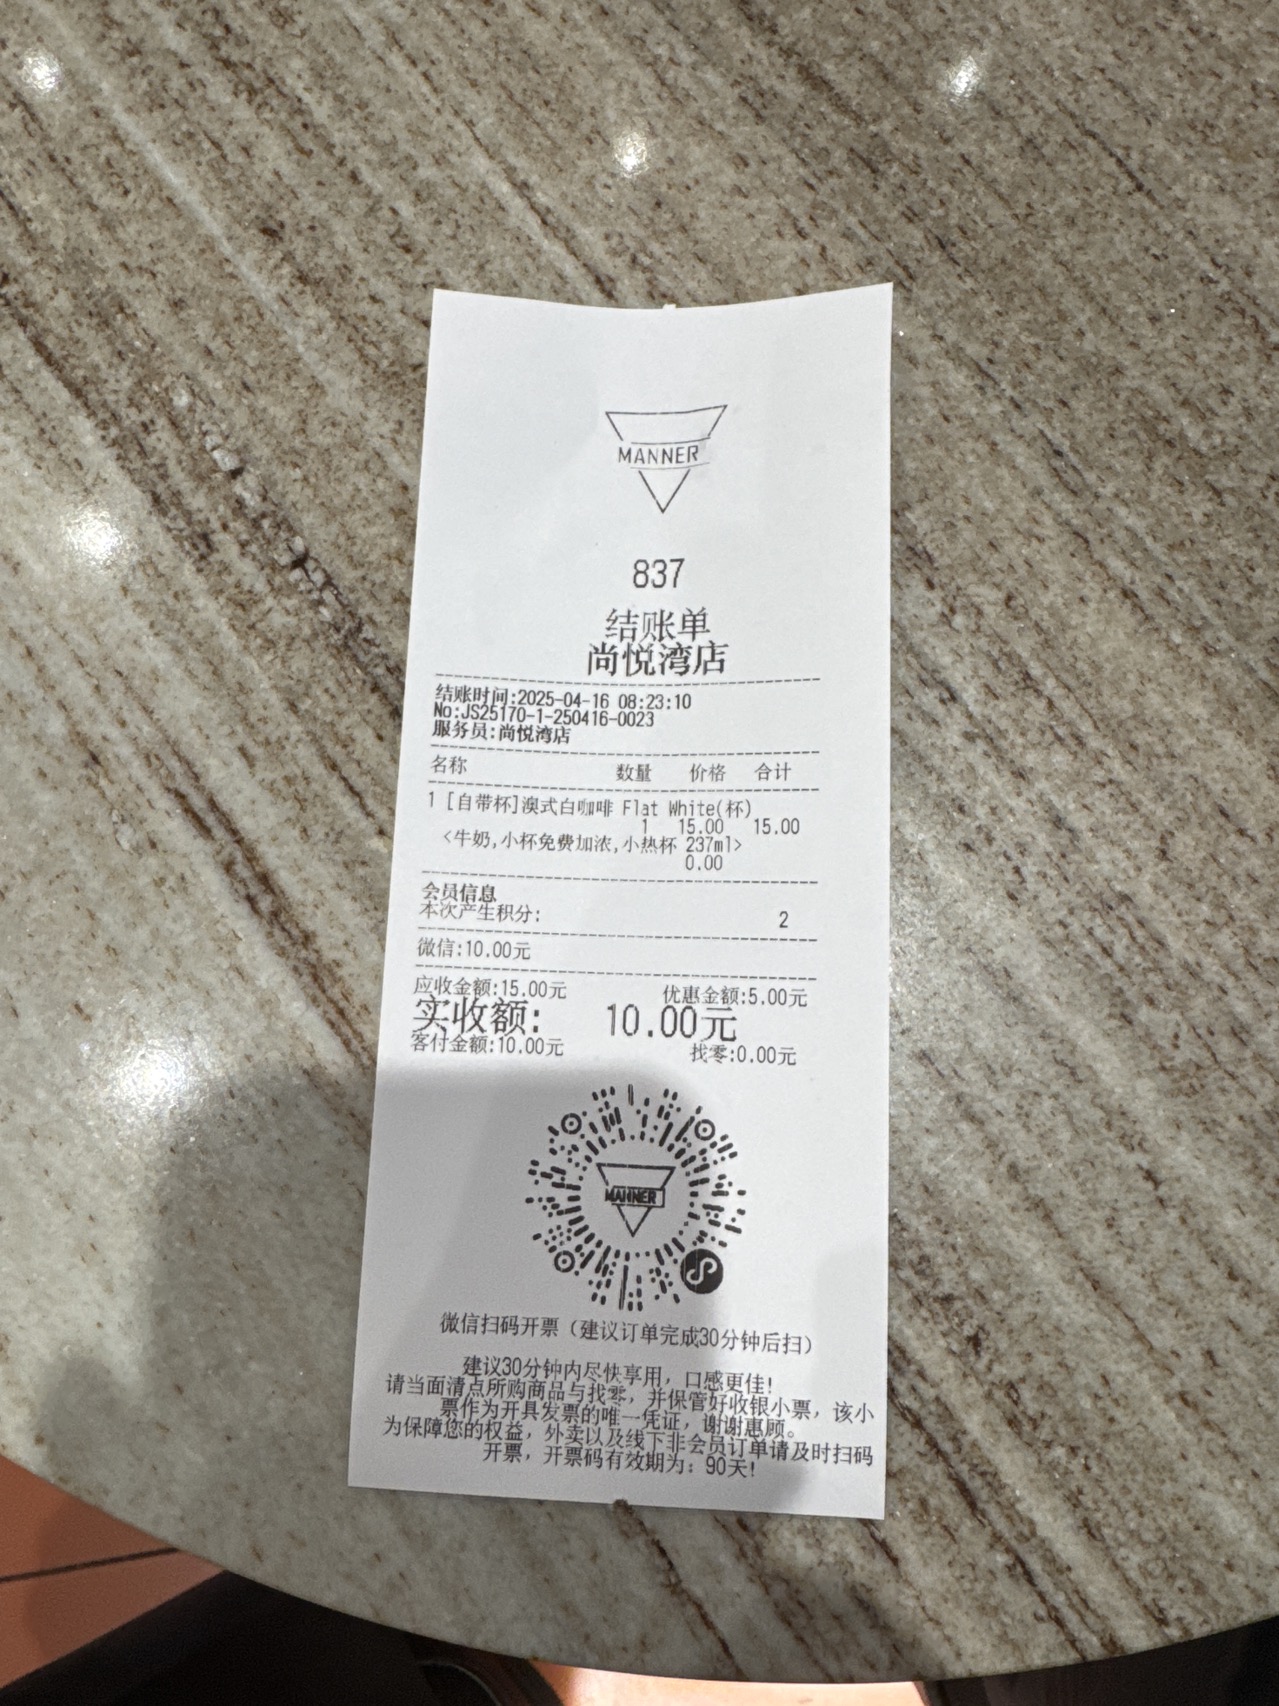 MANNER
837
结账单
尚悦湾店
结账时间:2025-04-16 08:23:10
No:JS25170-1-250416-0023
服务员:尚悦湾店
名称 数量 价格 合计
1 [自带杯]澳式白咖啡 Flat White(杯)
1 15.00 15.00
<牛奶,小杯免费加浓,小热杯 237ml>
0.00
会员信息
本次产生积分: 2
微信:10.00元
应收金额:15.00元 优惠金额:5.00元
实收额: 10.00元
客付金额:10.00元 找零:0.00元
MANNER
微信扫码开票（建议订单完成30分钟后扫）
建议30分钟内尽快享用，口感更佳!
请当面清点所购商品与找零，并保管好收银小票，该小
票作为开具发票的唯一凭证，谢谢惠顾。
为保障您的权益，外卖以及线下非会员订单请及时扫码
开票，开票码有效期为：90天!